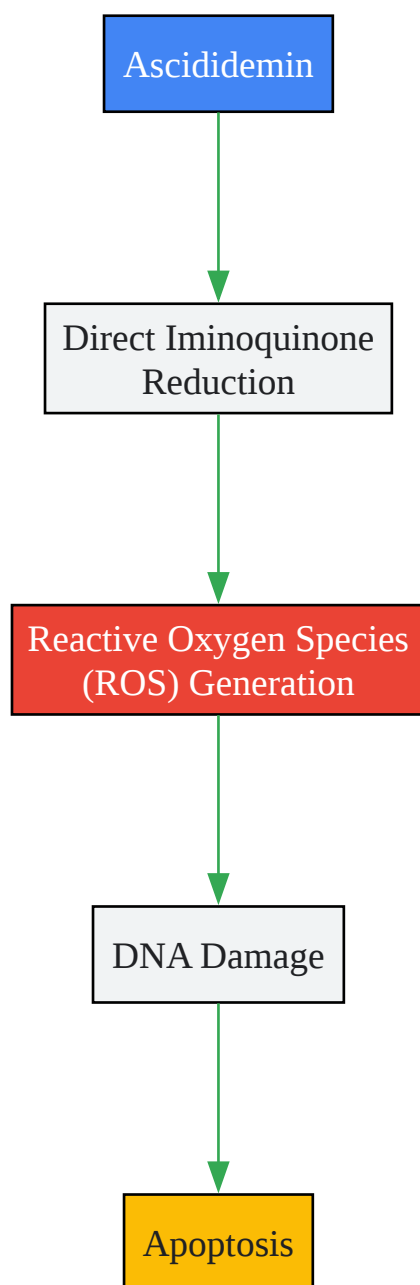 Ascididemin
Direct Iminoquinone
Reduction
Reactive Oxygen Species
(ROS) Generation
DNA Damage
Apoptosis